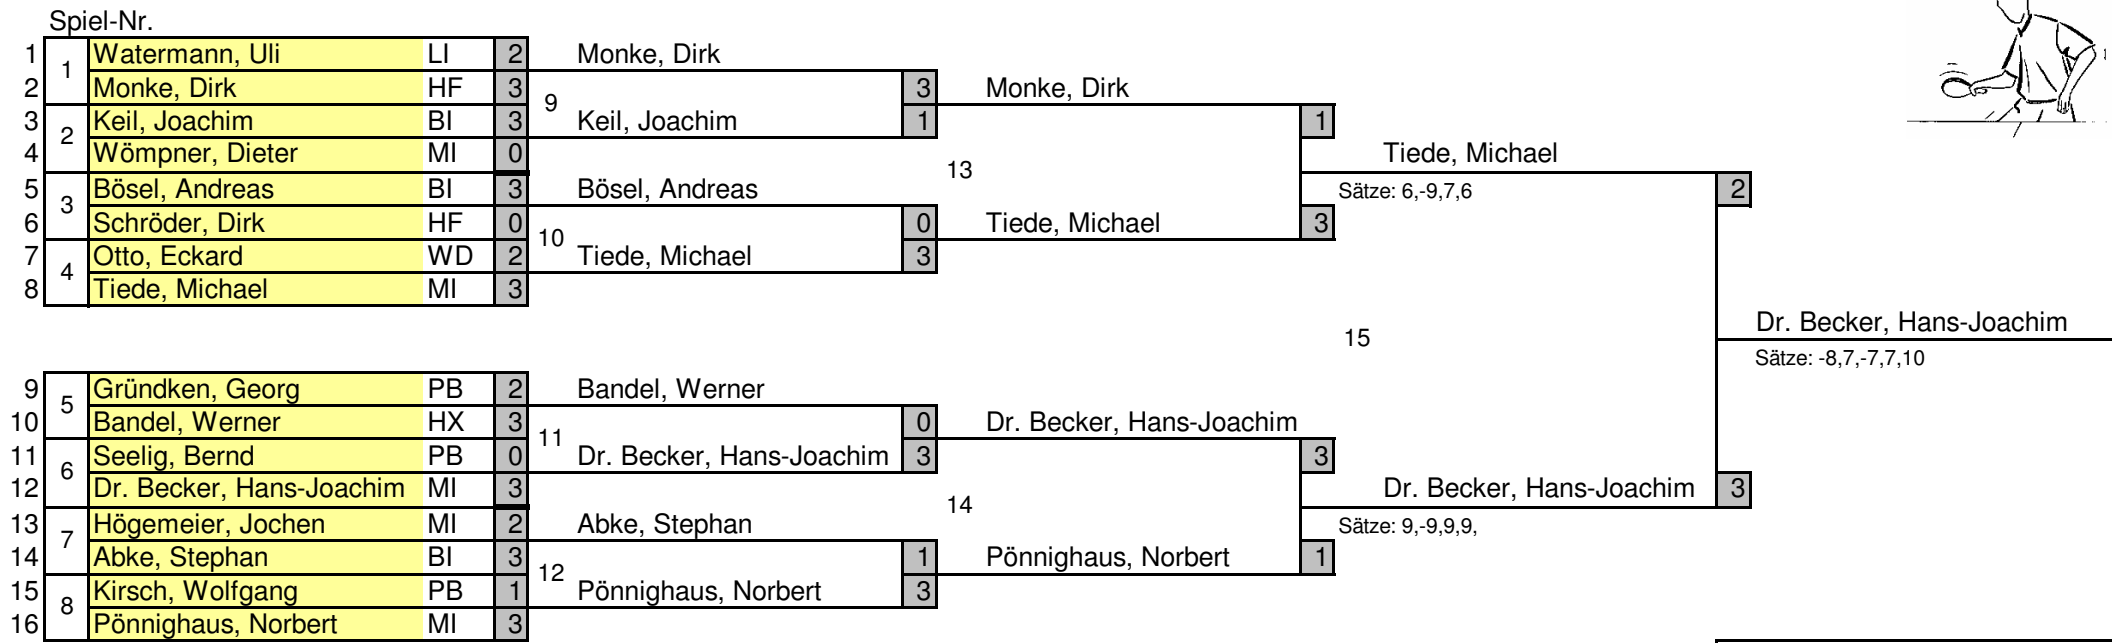 Spiel-Nr.
1 1 Watermann, Uli LI 2 Monke, Dirk
2 Monke, Dirk HF 3 9 3 Monke, Dirk
3 2 Keil, Joachim BI 3 Keil, Joachim 1 1
4 Wömpner, Dieter MI 0 13 Tiede, Michael
5 3 Bösel, Andreas BI 3 Bösel, Andreas Sätze: 6,-9,7,6 2
6 Schröder, Dirk HF 0 10 0 Tiede, Michael 3
7 4 Otto, Eckard WD 2 Tiede, Michael 3
8 Tiede, Michael MI 3
Dr. Becker, Hans-Joachim
15
Sätze: -8,7,-7,7,10
9 5 Gründken, Georg PB 2 Bandel, Werner
10 Bandel, Werner HX 3 11 0 Dr. Becker, Hans-Joachim
11 6 Seelig, Bernd PB 0 Dr. Becker, Hans-Joachim 3 3
12 Dr. Becker, Hans-Joachim MI 3 14 Dr. Becker, Hans-Joachim 3
13 7 Högemeier, Jochen MI 2 Abke, Stephan Sätze: 9,-9,9,9,
14 Abke, Stephan BI 3 12 1 Pönnighaus, Norbert 1
15 8 Kirsch, Wolfgang PB 1 Pönnighaus, Norbert 3
16 Pönnighaus, Norbert MI 3